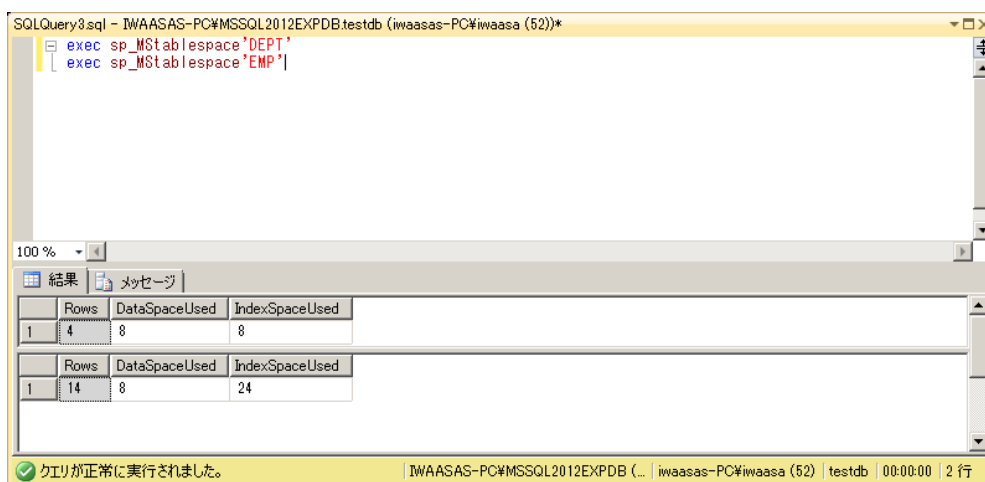 SQLQuery3.sql - IWAASAS-PC¥MSSQL2012EXPDB.testdb (iwaasas-PC¥iwaasa (52))*
exec sp_MStablespace'DEPT'
exec sp_MStablespace'EMP'
100 %
結果 メッセージ
Rows DataSpaceUsed IndexSpaceUsed
1 4 8 8
Rows DataSpaceUsed IndexSpaceUsed
1 14 8 24
クエリが正常に実行されました。 IWAASAS-PC¥MSSQL2012EXPDB (... iwaasas-PC¥iwaasa (52) testdb 00:00:00 2 行